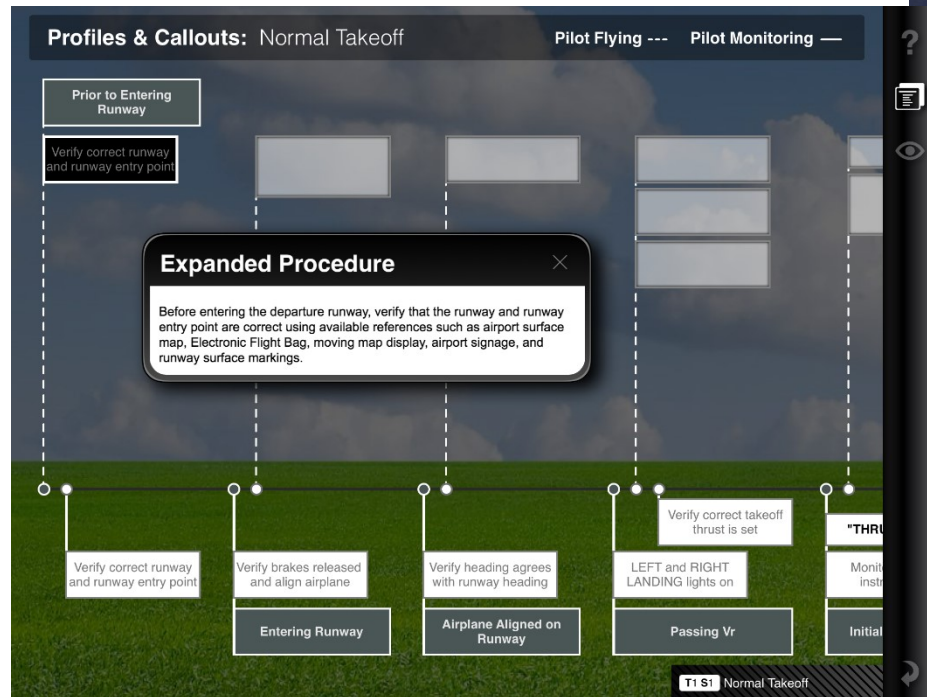 Profiles & Callouts: Normal Takeoff
Pilot Flying --- Pilot Monitoring —
?
Prior to Entering
Runway
Verify correct runway
and runway entry point
Expanded Procedure
Before entering the departure runway, verify that the runway and runway
entry point are correct using available references such as airport surface
map, Electronic Flight Bag, moving map display, airport signage, and
runway surface markings.
Verify correct takeoff
thrust is set
"THRU
Verify correct runway
and runway entry point
Verify brakes released
and align airplane
Verify heading agrees
with runway heading
LEFT and RIGHT
LANDING lights on
Monito
instr
Entering Runway
Airplane Aligned on
Runway
Passing Vr
Initial
T1 S1 Normal Takeoff